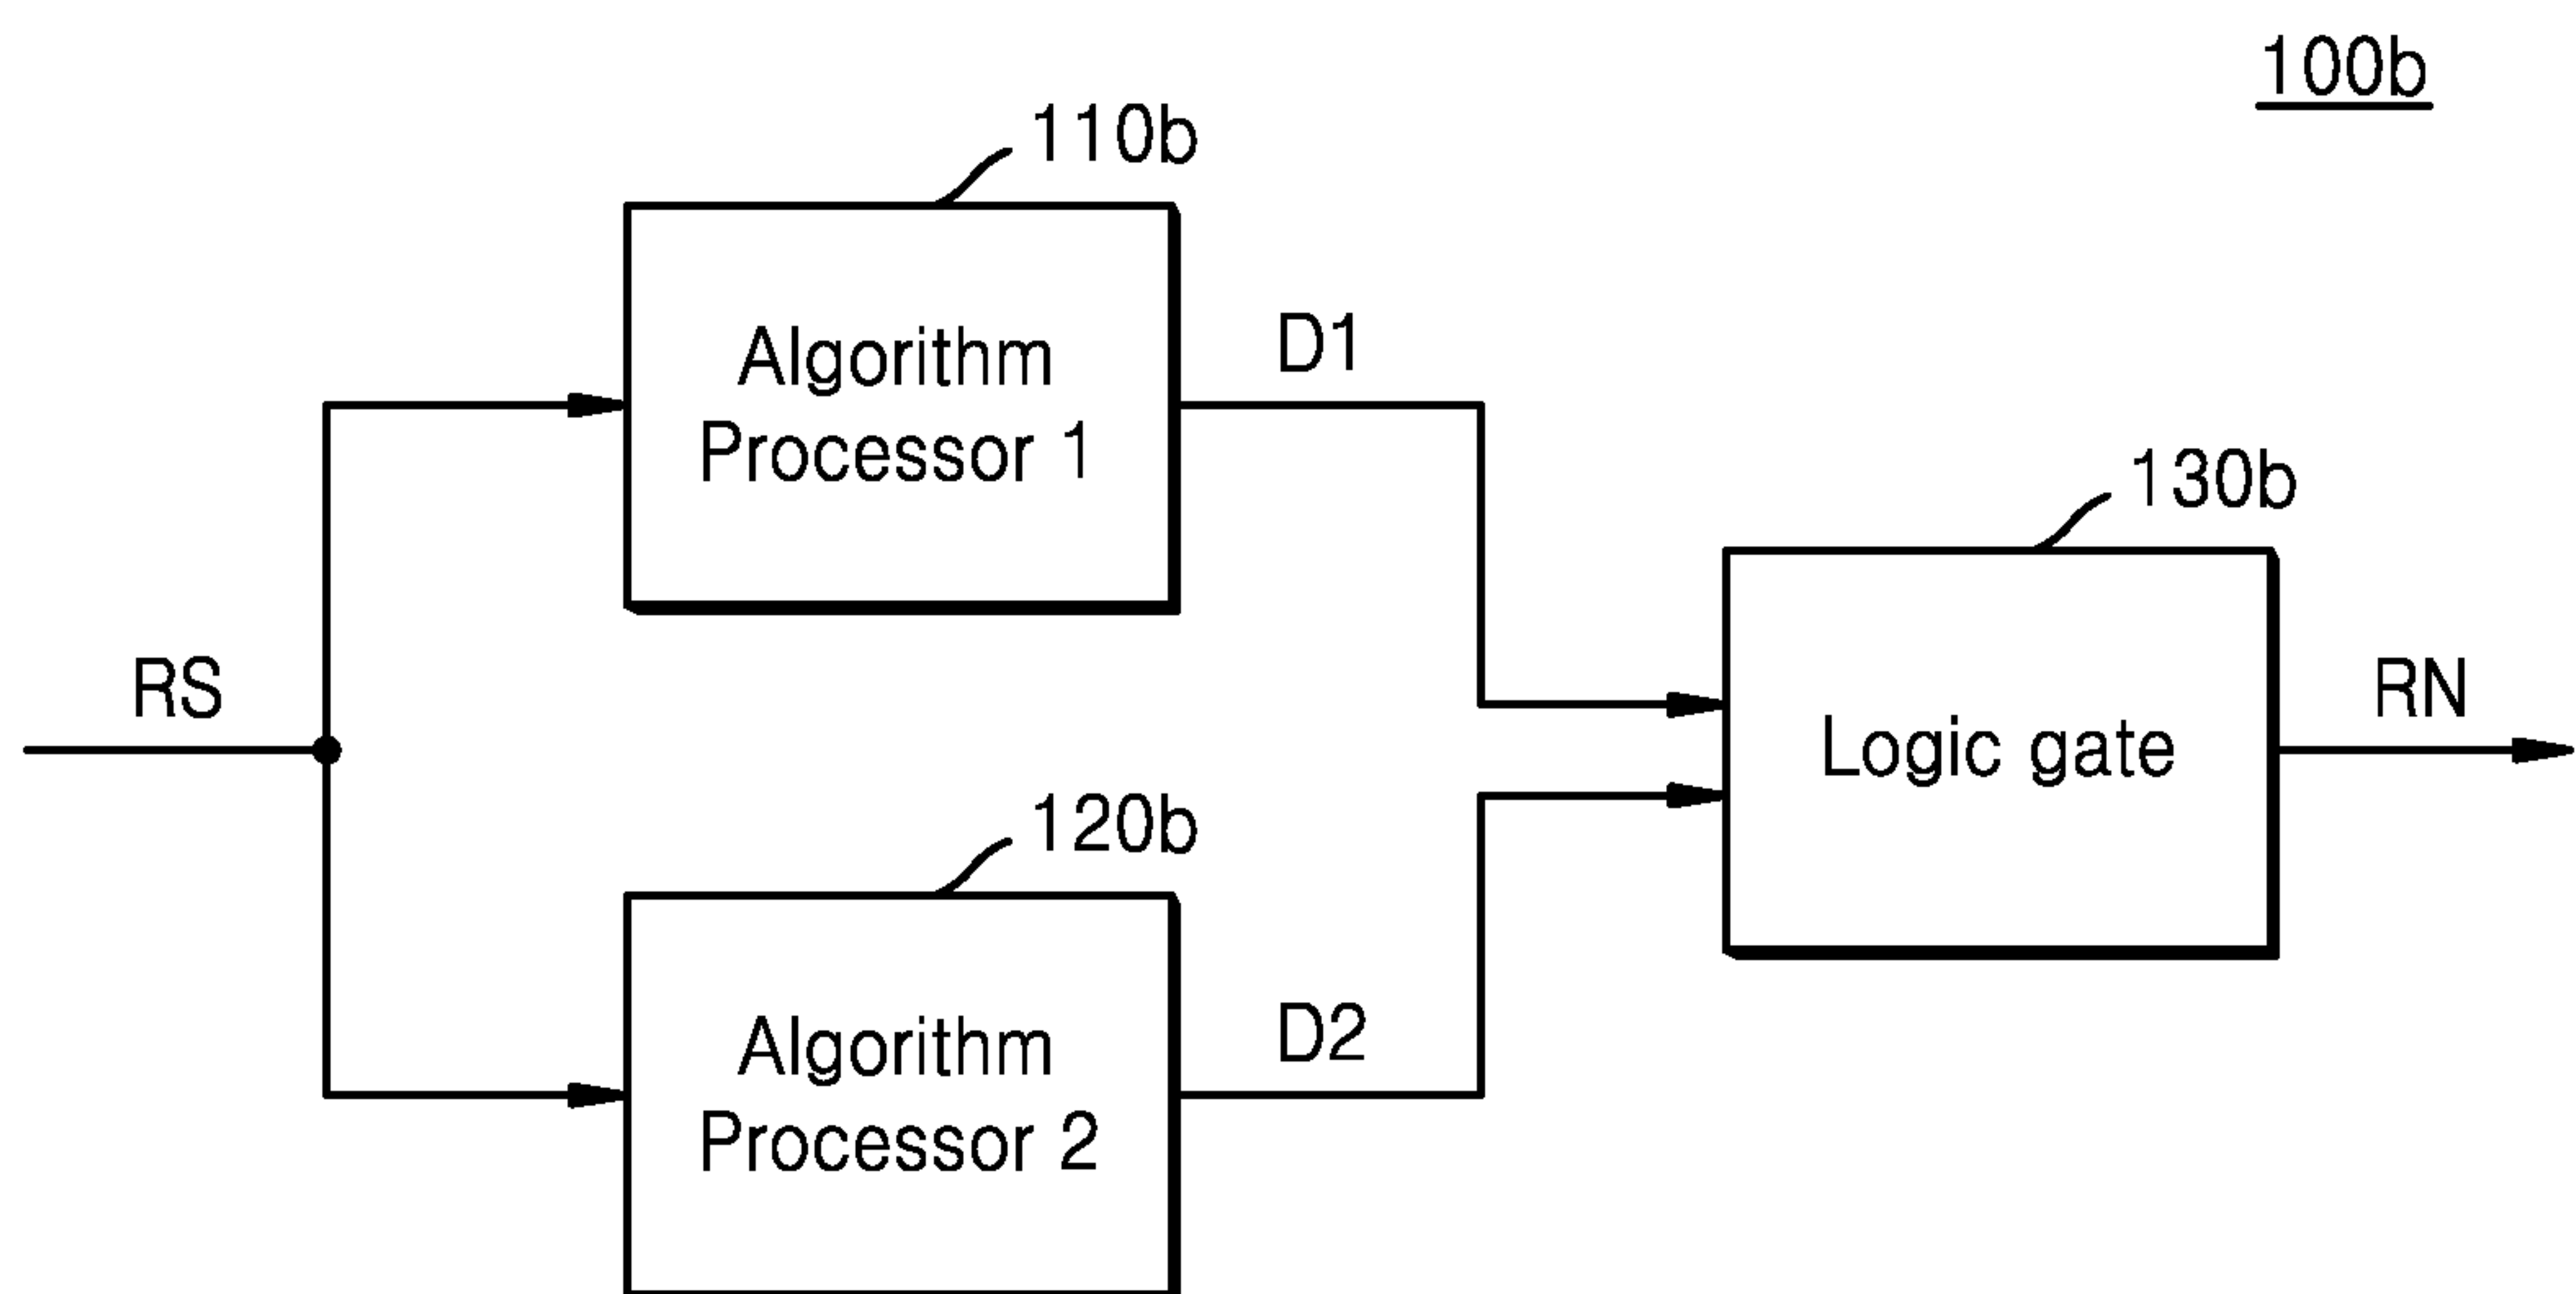 100b
110b
Algorithm
Processor 1
D1
130b
RS
Logic gate
RN
120b
Algorithm
Processor 2
D2